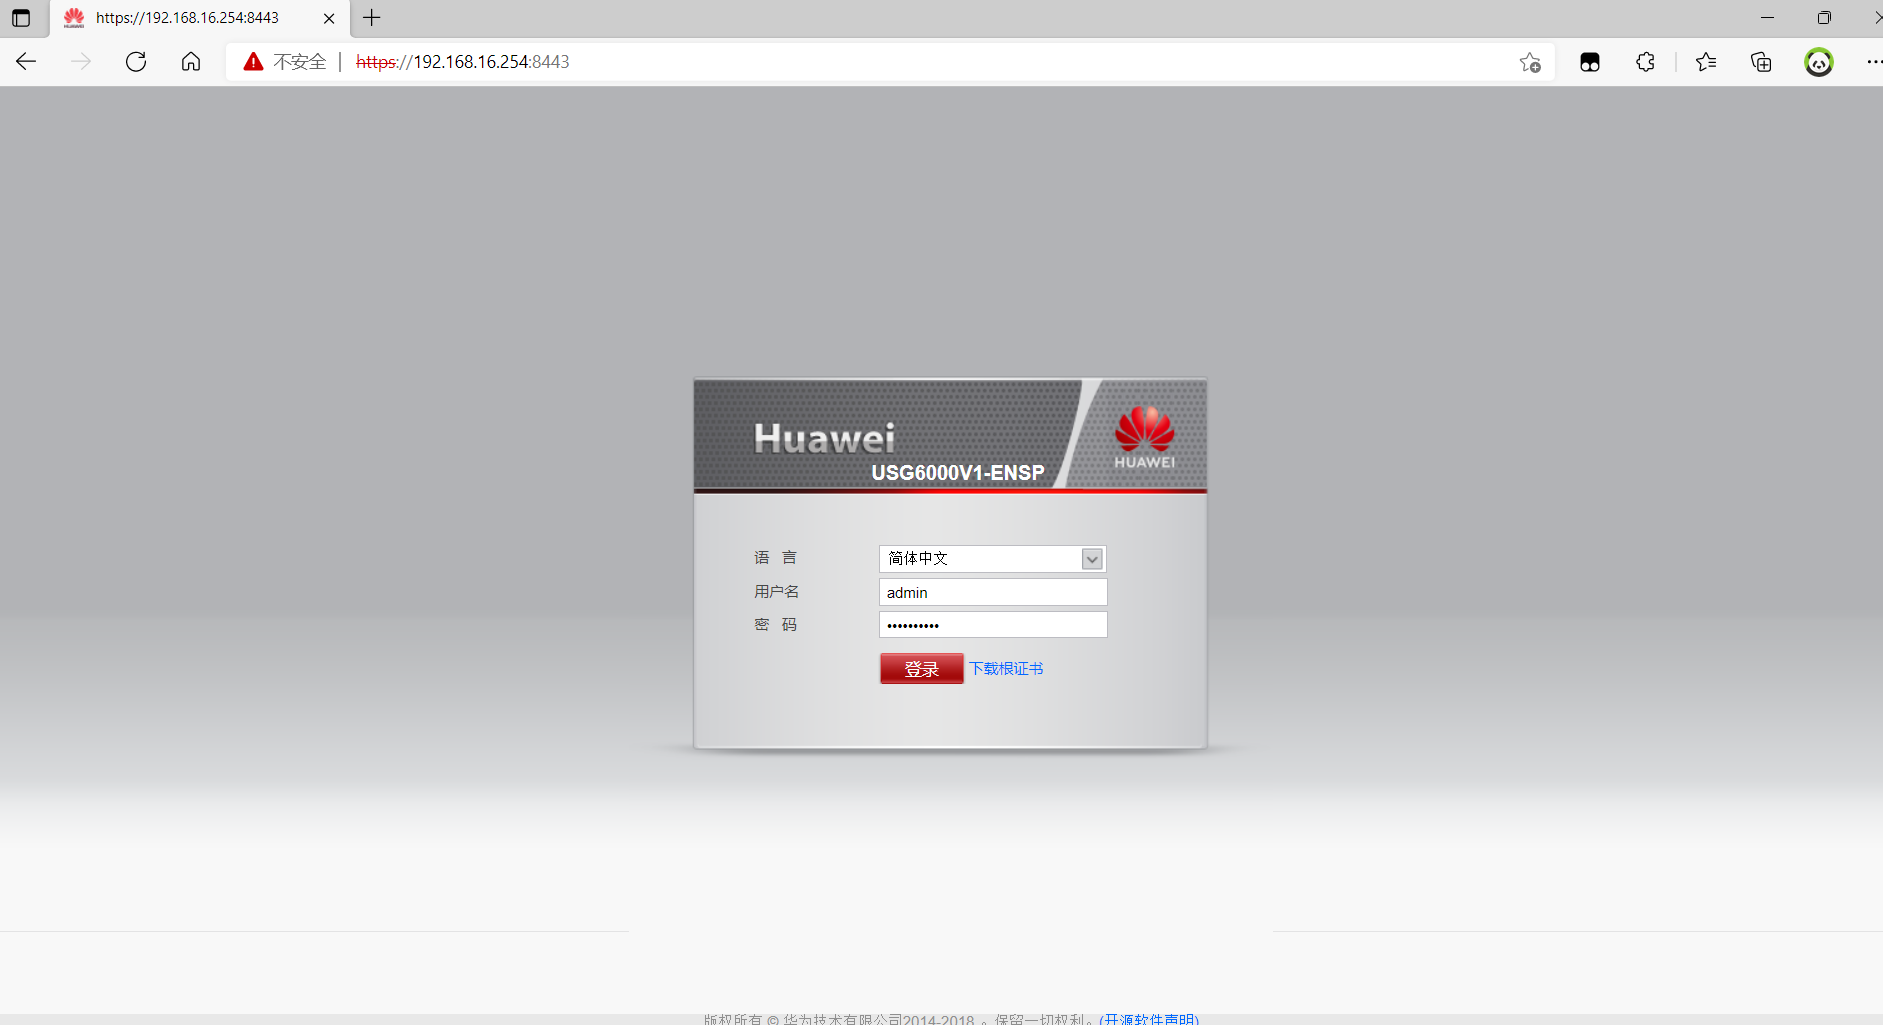 https://192.168.16.254:8443
不安全 https://192.168.16.254:8443
Huawei
HUAWEI
USG6000V1-ENSP
语 言 简体中文
用户名 admin
密 码 ••••••••••
登录 下载根证书
版权所有 © 华为技术有限公司2014-2018 。保留一切权利。(开源软件声明)